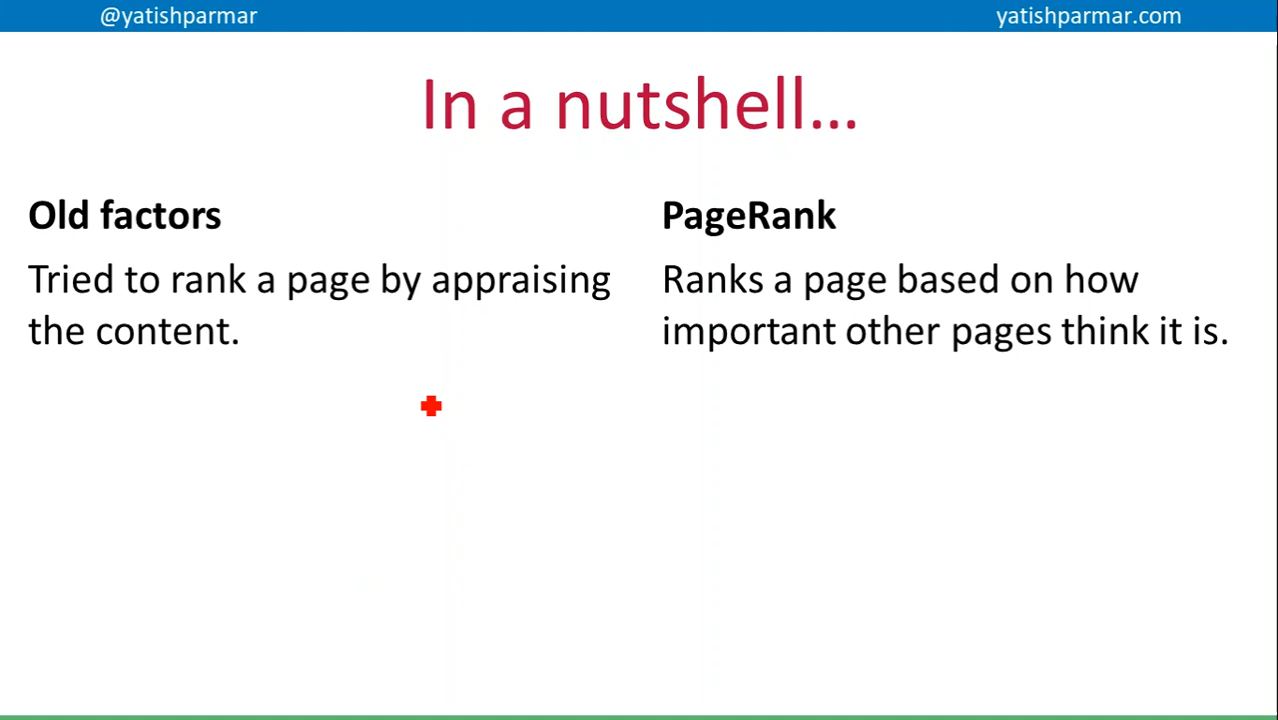 @yatishparmar
yatishparmar.com
In a nutshell...
Old factors
Tried to rank a page by appraising
the content.
PageRank
Ranks a page based on how
important other pages think it is.